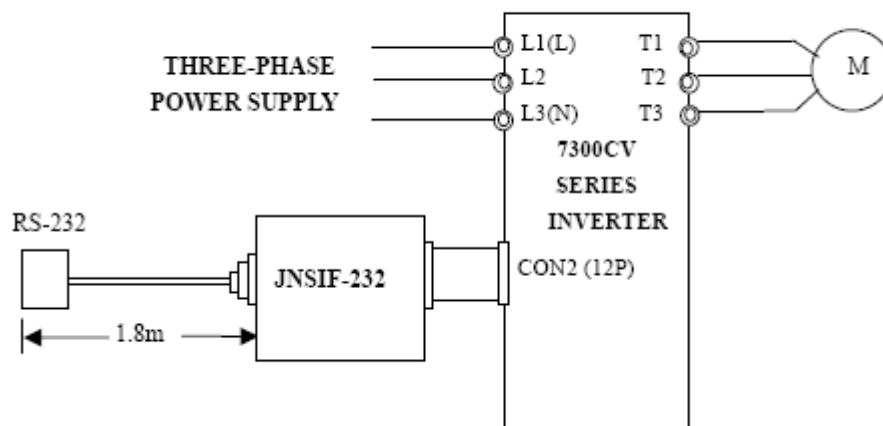 THREE-PHASE
POWER SUPPLY
L1(L)
T1
L2
T2
L3(N)
T3
M
7300CV
SERIES
INVERTER
RS-232
JNSIF-232
CON2 (12P)
1.8m